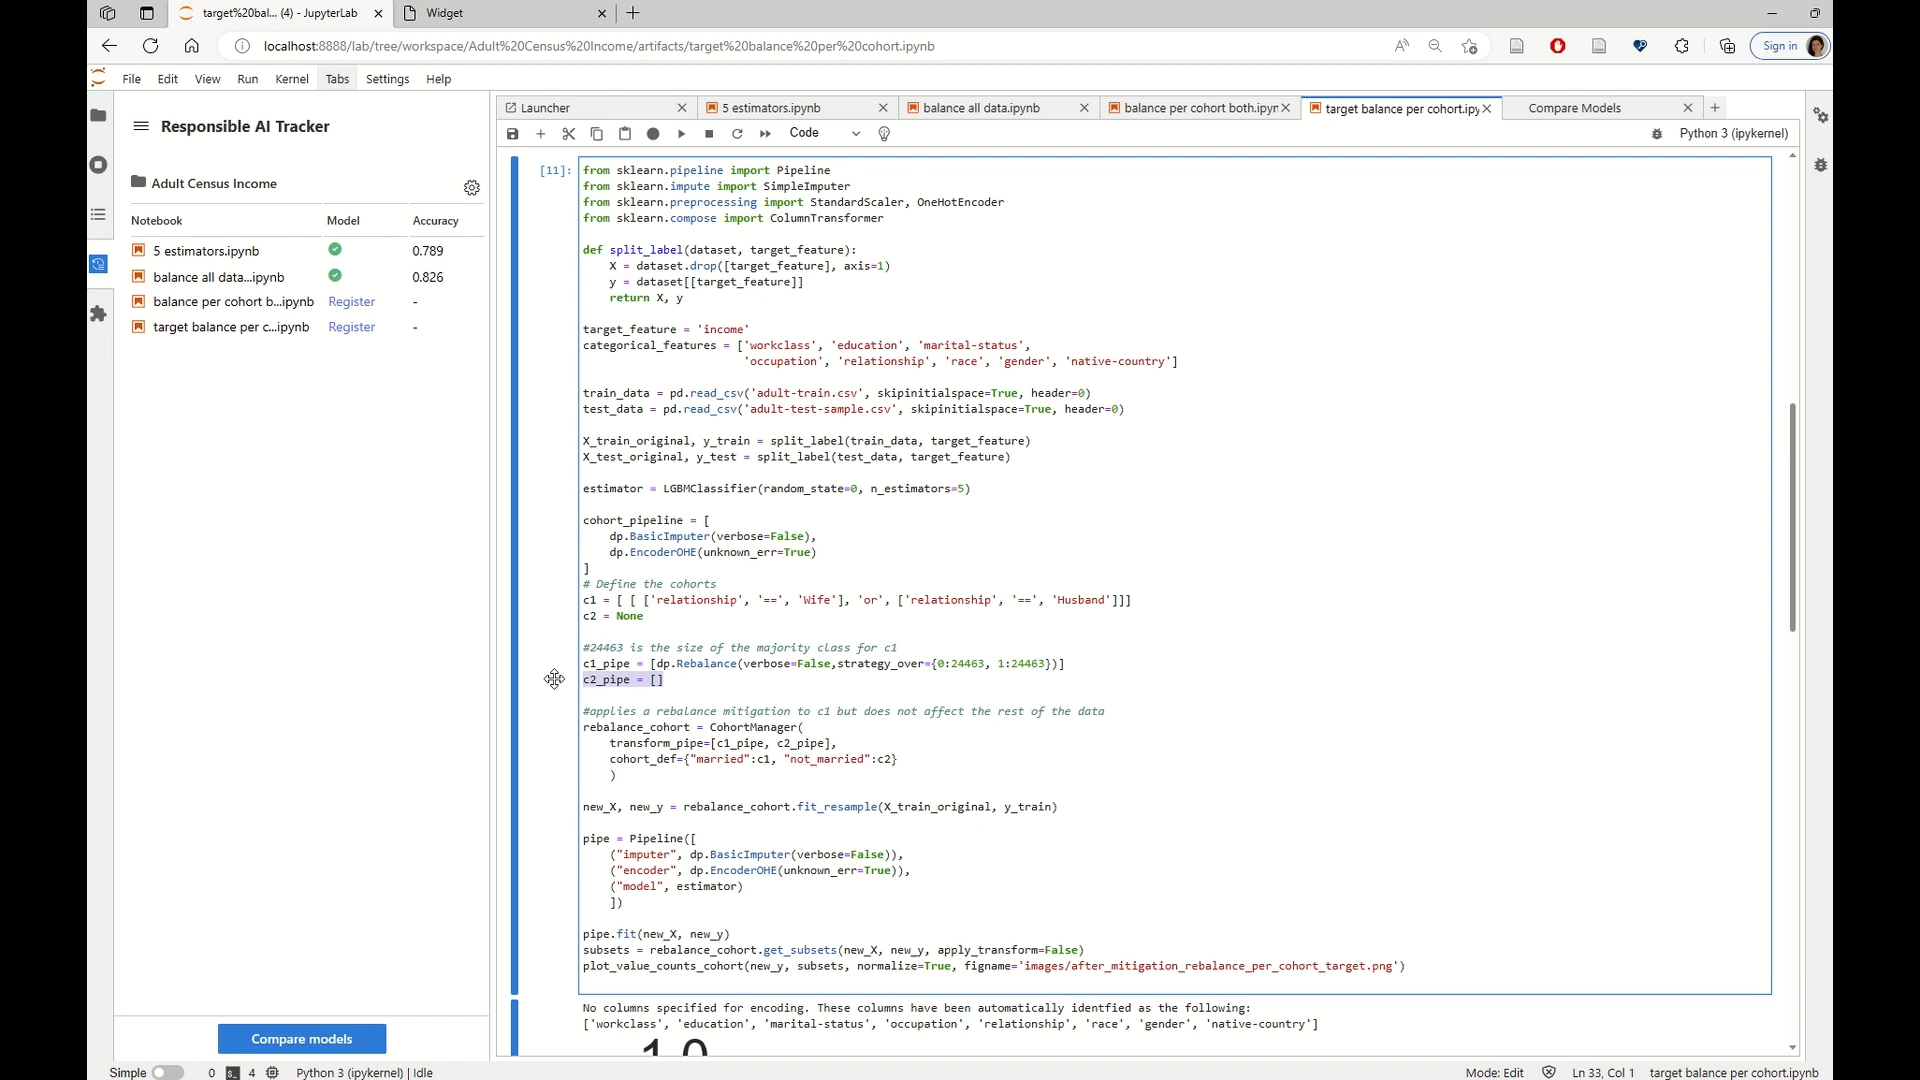 target%20bal... (4) - JupyterLab
Widget
localhost:8888/lab/tree/workspace/Adult%20Census%20Income/artifacts/target%20balance%20per%20cohort.ipynb
Sign in
File Edit View Run Kernel Tabs Settings Help
Responsible AI Tracker
Adult Census Income
Notebook Model Accuracy
5 estimators.ipynb 0.789
balance all data...ipynb 0.826
balance per cohort b...ipynb Register -
target balance per c...ipynb Register -
Compare models
Launcher
5 estimators.ipynb
balance all data.ipynb
balance per cohort both.ipyn
target balance per cohort.ipy
Compare Models
Code
Python 3 (ipykernel)
[11]:
from sklearn.pipeline import Pipeline
from sklearn.impute import SimpleImputer
from sklearn.preprocessing import StandardScaler, OneHotEncoder
from sklearn.compose import ColumnTransformer
def split_label(dataset, target_feature):
X = dataset.drop([target_feature], axis=1)
y = dataset[[target_feature]]
return X, y
target_feature = 'income'
categorical_features = ['workclass', 'education', 'marital-status',
'occupation', 'relationship', 'race', 'gender', 'native-country']
train_data = pd.read_csv('adult-train.csv', skipinitialspace=True, header=0)
test_data = pd.read_csv('adult-test-sample.csv', skipinitialspace=True, header=0)
X_train_original, y_train = split_label(train_data, target_feature)
X_test_original, y_test = split_label(test_data, target_feature)
estimator = LGBMClassifier(random_state=0, n_estimators=5)
cohort_pipeline = [
dp.BasicImputer(verbose=False),
dp.EncoderOHE(unknown_err=True)
]
# Define the cohorts
c1 = [ [ ['relationship', '==', 'Wife'], 'or', ['relationship', '==', 'Husband']]]
c2 = None
#24463 is the size of the majority class for c1
c1_pipe = [dp.Rebalance(verbose=False,strategy_over={0:24463, 1:24463})]
c2_pipe = []
#applies a rebalance mitigation to c1 but does not affect the rest of the data
rebalance_cohort = CohortManager(
transform_pipe=[c1_pipe, c2_pipe],
cohort_def={"married":c1, "not_married":c2}
)
new_X, new_y = rebalance_cohort.fit_resample(X_train_original, y_train)
pipe = Pipeline([
("imputer", dp.BasicImputer(verbose=False)),
("encoder", dp.EncoderOHE(unknown_err=True)),
("model", estimator)
])
pipe.fit(new_X, new_y)
subsets = rebalance_cohort.get_subsets(new_X, new_y, apply_transform=False)
plot_value_counts_cohort(new_y, subsets, normalize=True, figname='images/after_mitigation_rebalance_per_cohort_target.png')
No columns specified for encoding. These columns have been automatically identfied as the following:
['workclass', 'education', 'marital-status', 'occupation', 'relationship', 'race', 'gender', 'native-country']
1.0
Simple 0 4 Python 3 (ipykernel) | Idle Mode: Edit Ln 33, Col 1 target balance per cohort.ipynb